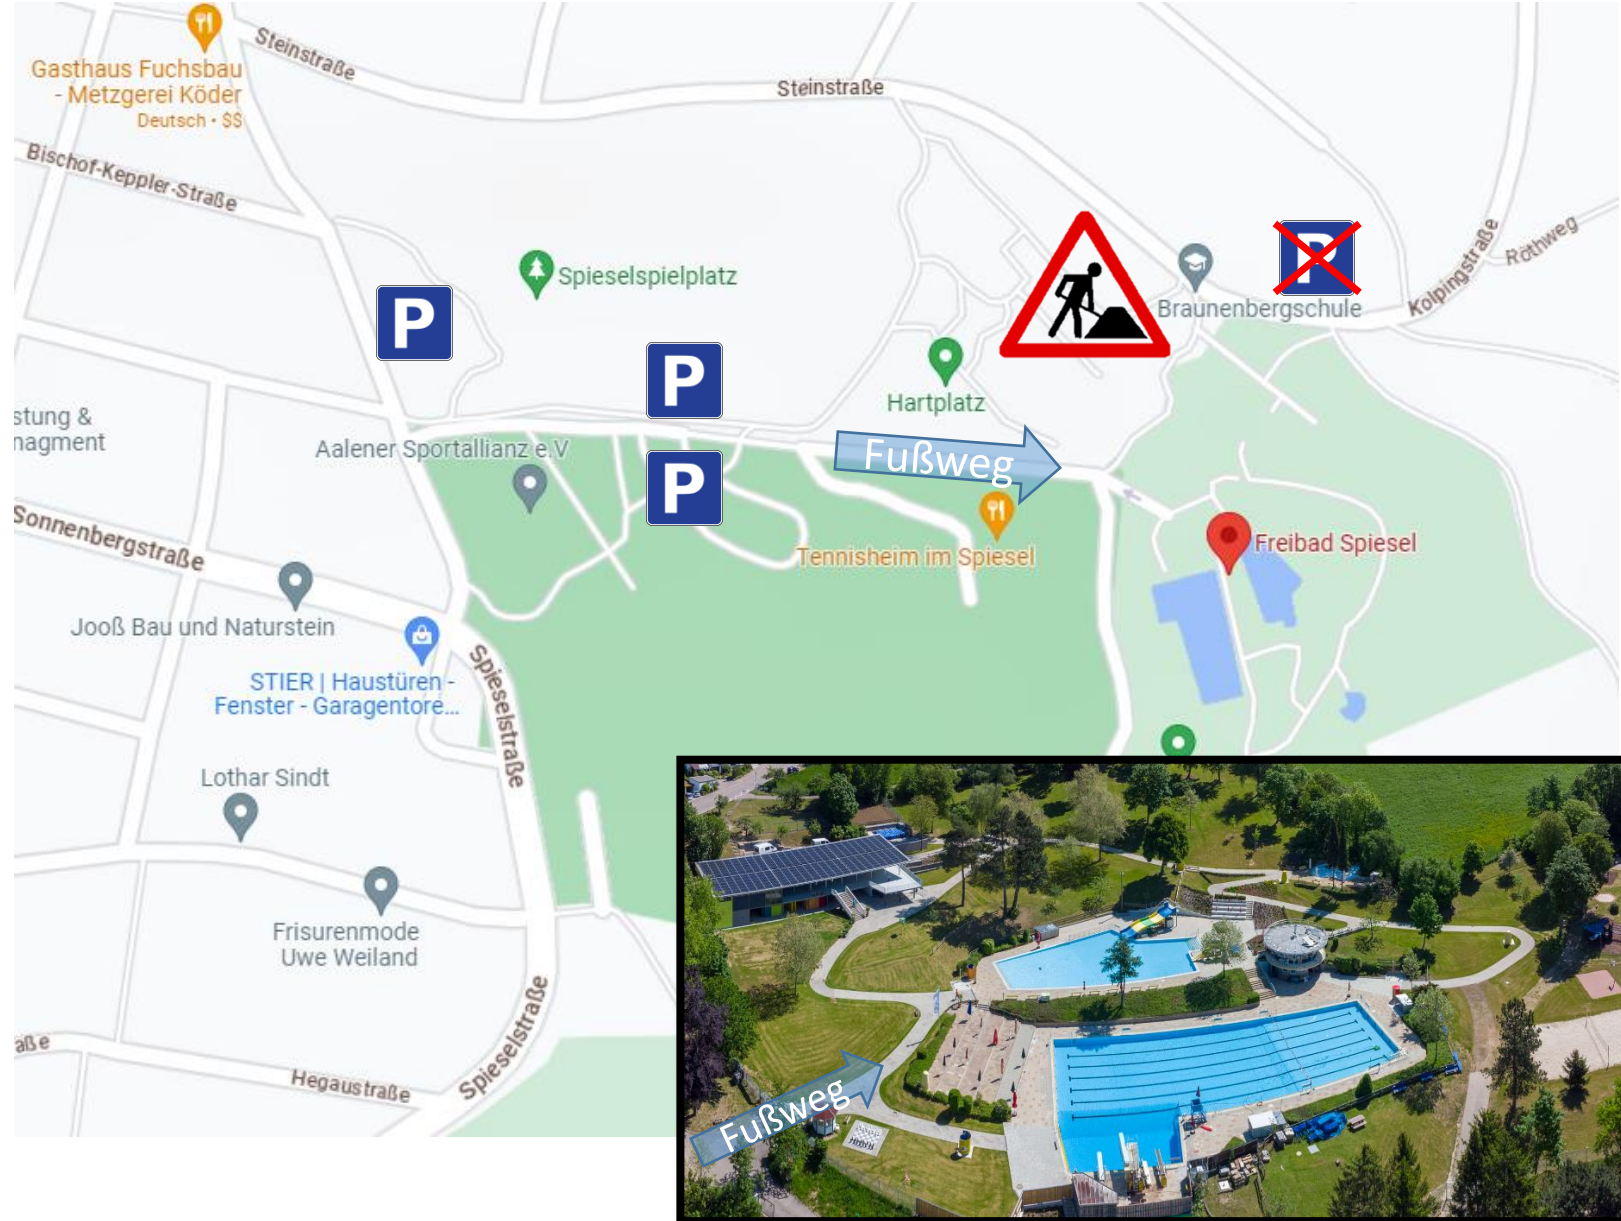 Gasthaus Fuchsbau
- Metzgerei Köder
Deutsch • $$
Steinstraße
Steinstraße
Bischof-Keppler-Straße
Kolpingstraße
Röthweg
P
Braunenbergschule
Spieselspielplatz
P
P
Hartplatz
stung &
nagment
Aalener Sportallianz e.V
Fußweg
P
Sonnenbergstraße
Tennisheim im Spiesel
Freibad Spiesel
Jooß Bau und Naturstein
STIER | Haustüren -
Fenster - Garagentore...
Spieselstraße
Lothar Sindt
Frisurenmode
Uwe Weiland
aße
Hegaustraße
Spieselstraße
Fußweg